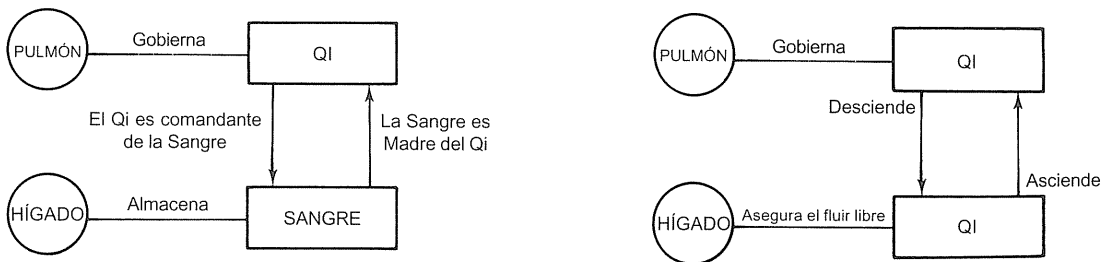 PULMÓN
Gobierna
QI
El Qi es comandante
de la Sangre
La Sangre es
Madre del Qi
HÍGADO
Almacena
SANGRE
PULMÓN
Gobierna
QI
Desciende
Asciende
HÍGADO
Asegura el fluir libre
QI